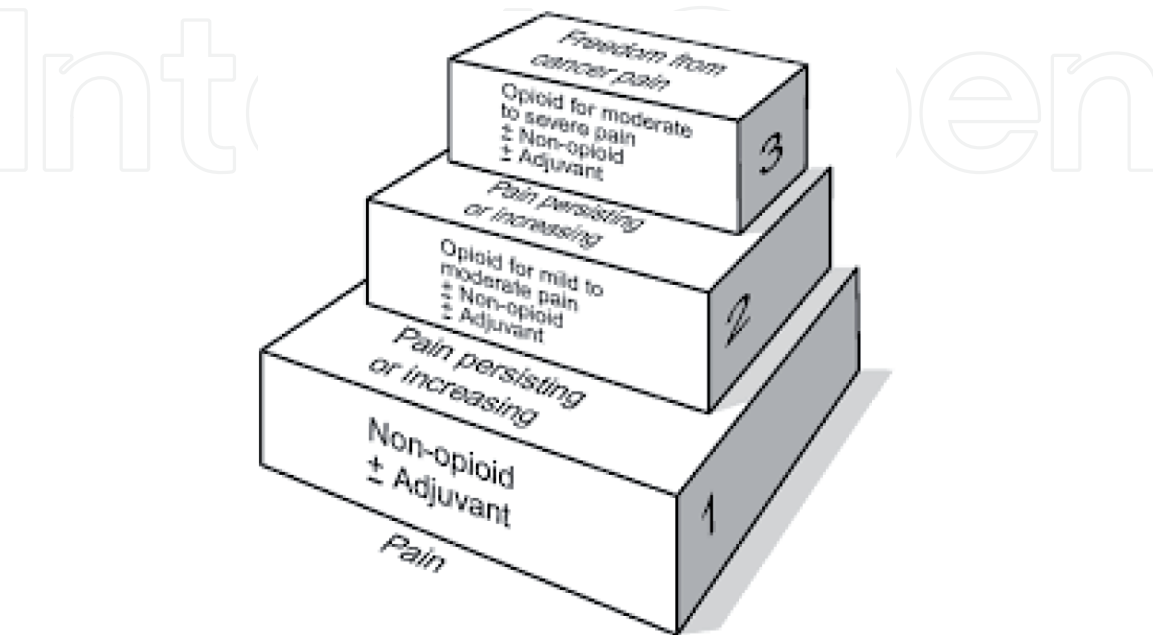 Freedom from
cancer pain
Opioid for moderate
to severe pain
± Non-opioid
± Adjuvant
3
Pain persisting
or increasing
Opioid for mild to
moderate pain
± Non-opioid
± Adjuvant
2
Pain persisting
or increasing
Non-opioid
± Adjuvant
1
Pain